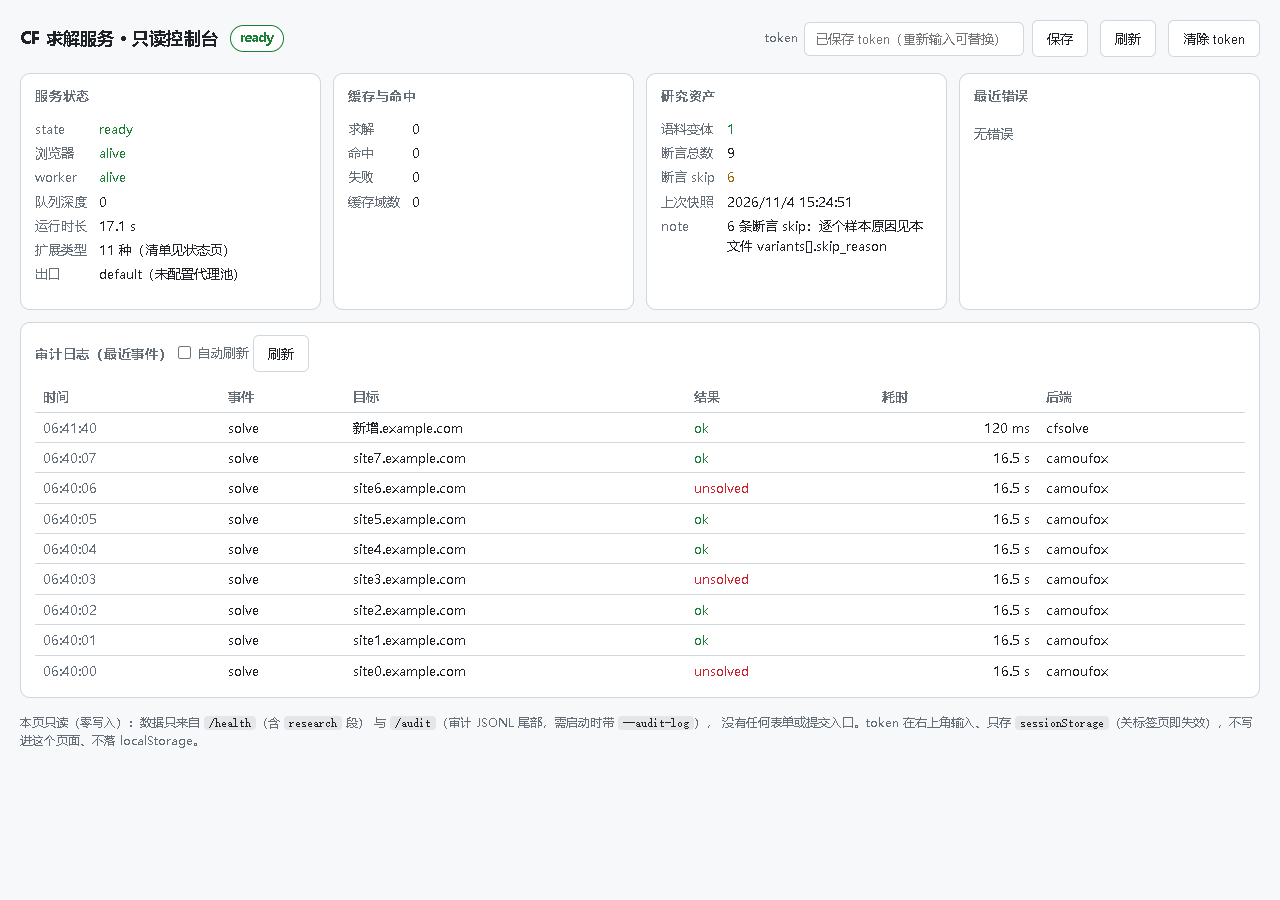 CF 求解服务 • 只读控制台 ready token 已保存 token（重新输入可替换） 保存 刷新 清除 token
服务状态
state ready
浏览器 alive
worker alive
队列深度 0
运行时长 17.1 s
扩展类型 11 种（清单见状态页）
出口 default（未配置代理池）
缓存与命中
求解 0
命中 0
失败 0
缓存域数 0
研究资产
语料变体 1
断言总数 9
断言 skip 6
上次快照 2026/11/4 15:24:51
note 6 条断言 skip：逐个样本原因见本
文件 variants[].skip_reason
最近错误
无错误
审计日志（最近事件） 自动刷新 刷新
时间 事件 目标 结果 耗时 后端
06:41:40 solve 新增.example.com ok 120 ms cfsolve
06:40:07 solve site7.example.com ok 16.5 s camoufox
06:40:06 solve site6.example.com unsolved 16.5 s camoufox
06:40:05 solve site5.example.com ok 16.5 s camoufox
06:40:04 solve site4.example.com ok 16.5 s camoufox
06:40:03 solve site3.example.com unsolved 16.5 s camoufox
06:40:02 solve site2.example.com ok 16.5 s camoufox
06:40:01 solve site1.example.com ok 16.5 s camoufox
06:40:00 solve site0.example.com unsolved 16.5 s camoufox
本页只读（零写入）：数据只来自 /health（含 research 段）与 /audit（审计 JSONL 尾部，需启动时带 --audit-log），没有任何表单或提交入口。token 在右上角输入、只存 sessionStorage（关标签页即失效），不写
进这个页面、不落 localStorage。